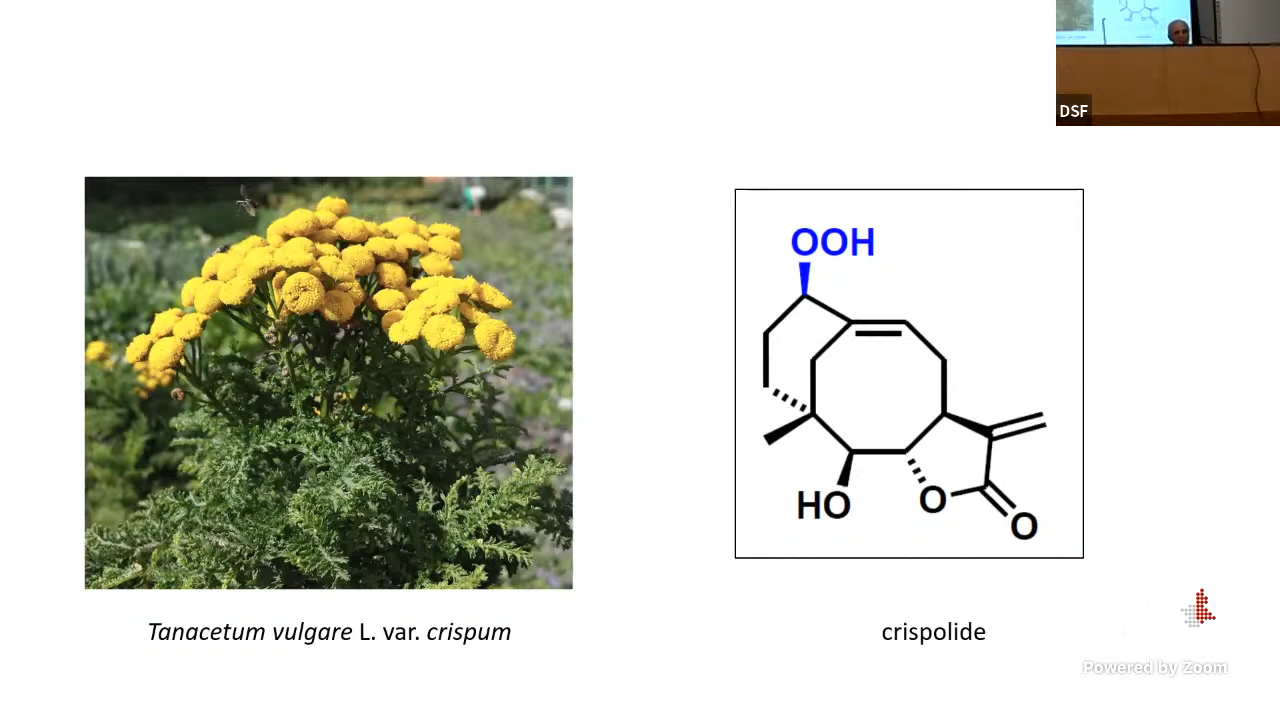 DSF
OOH
HO
O
O
Tanacetum vulgare L. var. crispum
crispolide
Powered by Zoom